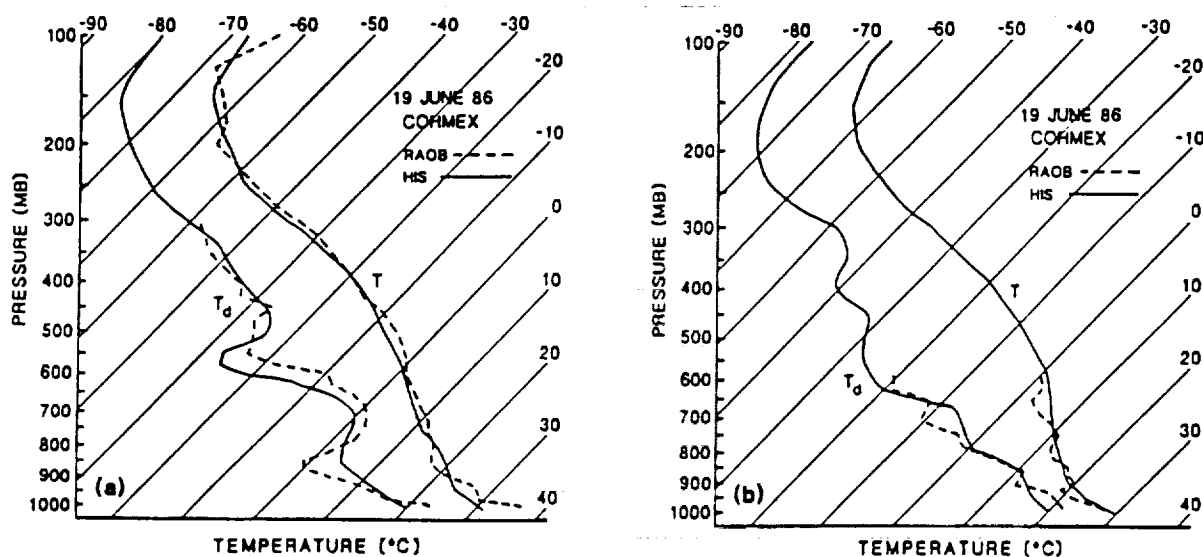 100 -80 -70 -60 -50 -40 -30
-20
19 JUNE 86
COHMEX
RAOB
HIS
-10
200
0
300
T
10
400
Td
500
20
600
700
30
800
900
(a)
1000
40
PRESSURE (MB)
TEMPERATURE (°C)
100 -90 -80 -70 -60 -50 -40 -30
-20
19 JUNE 86
COHMEX
RAOB
HIS
-10
200
0
300
T
10
400
500
20
600
Td
700
30
800
900
(b)
1000
40
PRESSURE (MB)
TEMPERATURE (°C)